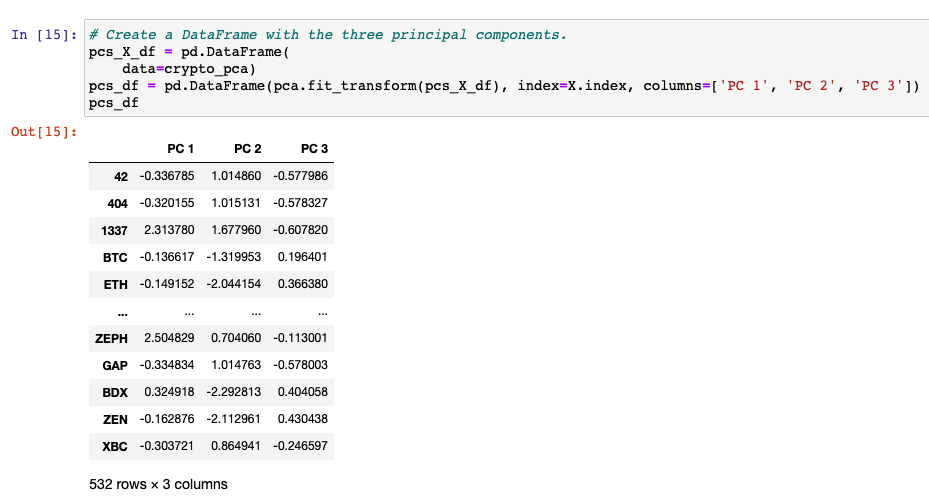 In [15]: # Create a DataFrame with the three principal components.
pcs_X_df = pd.DataFrame(
    data=crypto_pca)
pcs_df = pd.DataFrame(pca.fit_transform(pcs_X_df), index=X.index, columns=['PC 1', 'PC 2', 'PC 3'])
pcs_df
Out[15]:
PC 1 PC 2 PC 3
42 -0.336785 1.014860 -0.577986
404 -0.320155 1.015131 -0.578327
1337 2.313780 1.677960 -0.607820
BTC -0.136617 -1.319953 0.196401
ETH -0.149152 -2.044154 0.366380
... ... ... ...
ZEPH 2.504829 0.704060 -0.113001
GAP -0.334834 1.014763 -0.578003
BDX 0.324918 -2.292813 0.404058
ZEN -0.162876 -2.112961 0.430438
XBC -0.303721 0.864941 -0.246597
532 rows × 3 columns